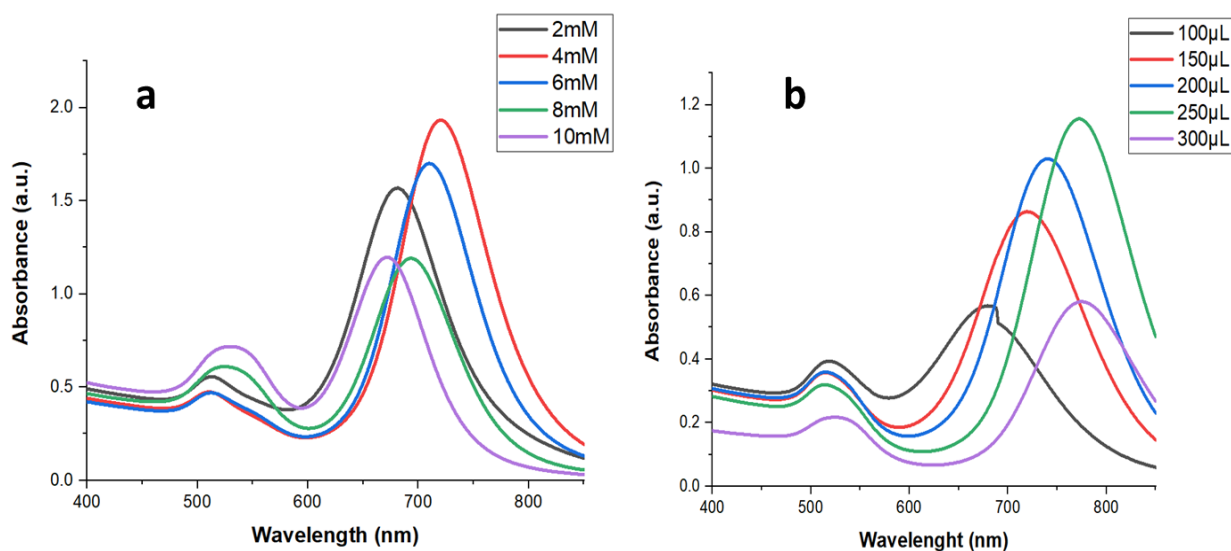 a
2mM
4mM
6mM
8mM
10mM
Absorbance (a.u.)
2.0
1.5
1.0
0.5
0.0
400 500 600 700 800
Wavelength (nm)
b
100µL
150µL
200µL
250µL
300µL
Absorbance (a.u.)
1.2
1.0
0.8
0.6
0.4
0.2
0.0
400 500 600 700 800
Wavelenght (nm)